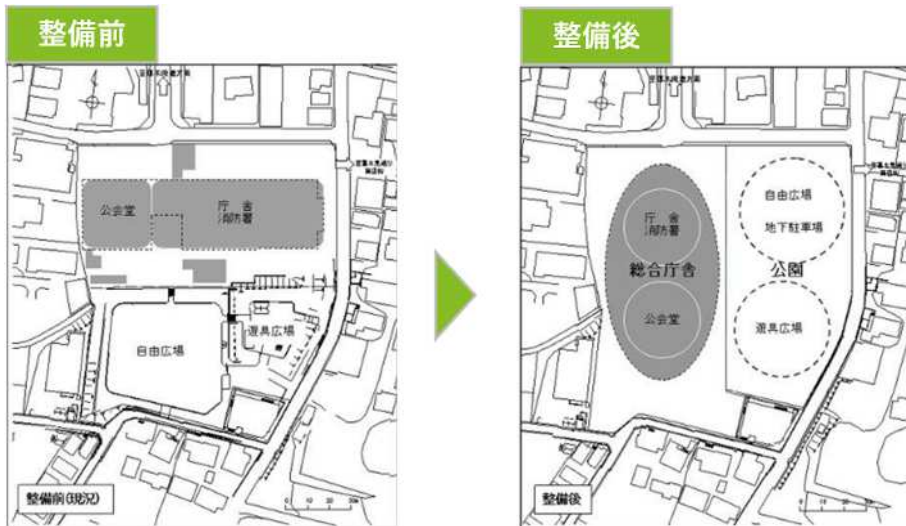 整備前
公会堂
庁 舎
消防署
自由広場
遊具広場
整備前(現況)
整備後
庁 舎
消防署
総合庁舎
公会堂
自由広場
地下駐車場
公園
遊具広場
整備後